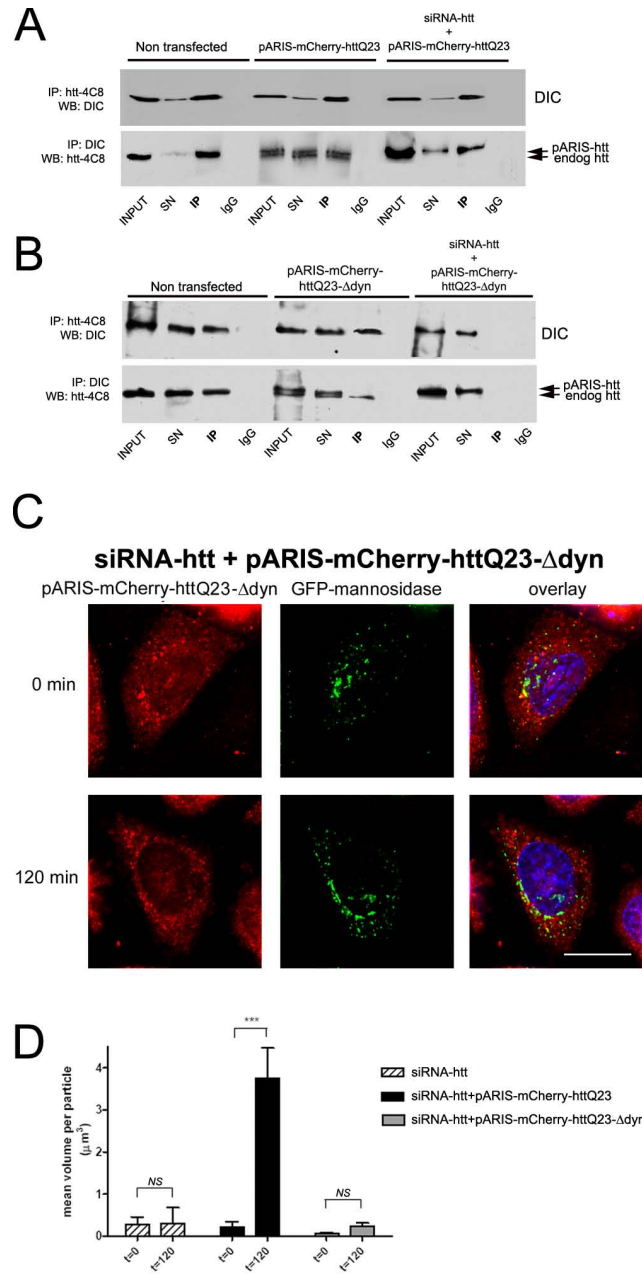 A
Non transfected
pARIS-mCherry-httQ23
siRNA-htt
+
pARIS-mCherry-httQ23
IP: htt-4C8
WB: DIC
DIC
IP: DIC
WB: htt-4C8
pARIS-htt
endog htt
INPUT SN IP IgG INPUT SN IP IgG INPUT SN IP IgG
B
Non transfected
pARIS-mCherry-
httQ23-Δdyn
siRNA-htt
+
pARIS-mCherry-
httQ23-Δdyn
IP: htt-4C8
WB: DIC
DIC
IP: DIC
WB: htt-4C8
pARIS-htt
endog htt
INPUT SN IP IgG INPUT SN IP IgG INPUT SN IP IgG
C
siRNA-htt + pARIS-mCherry-httQ23-Δdyn
pARIS-mCherry-httQ23-Δdyn GFP-mannosidase overlay
0 min
120 min
D
mean volume per particle
(μm³)
4
3
2
1
0
NS
***
NS
t=0 t=120 t=0 t=120 t=0 t=120
siRNA-htt
siRNA-htt+pARIS-mCherry-httQ23
siRNA-htt+pARIS-mCherry-httQ23-Δdyn